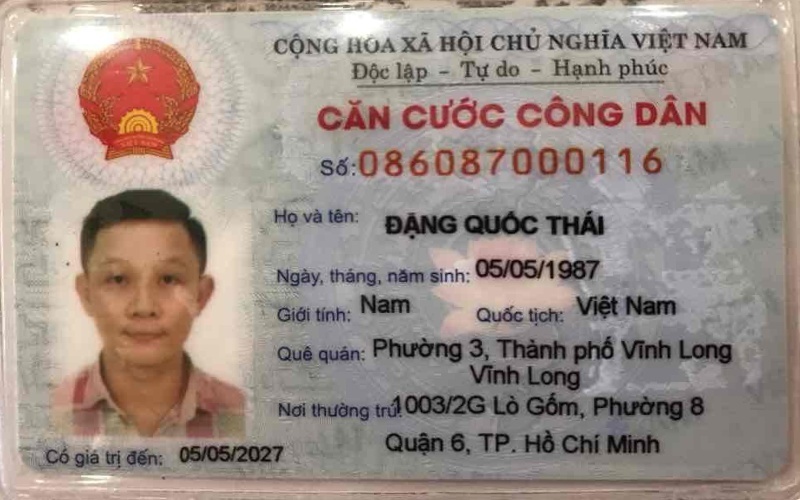 CỘNG HÒA XÃ HỘI CHỦ NGHĨA VIỆT NAM
Độc lập - Tự do - Hạnh phúc
CĂN CƯỚC CÔNG DÂN
Số: 086087000116
Họ và tên: ĐẶNG QUỐC THÁI
Ngày, tháng, năm sinh: 05/05/1987
Giới tính: Nam Quốc tịch: Việt Nam
Quê quán: Phường 3, Thành phố Vĩnh Long
Vĩnh Long
Nơi thường trú: 1003/2G Lò Gốm, Phường 8
Quận 6, TP. Hồ Chí Minh
Có giá trị đến: 05/05/2027